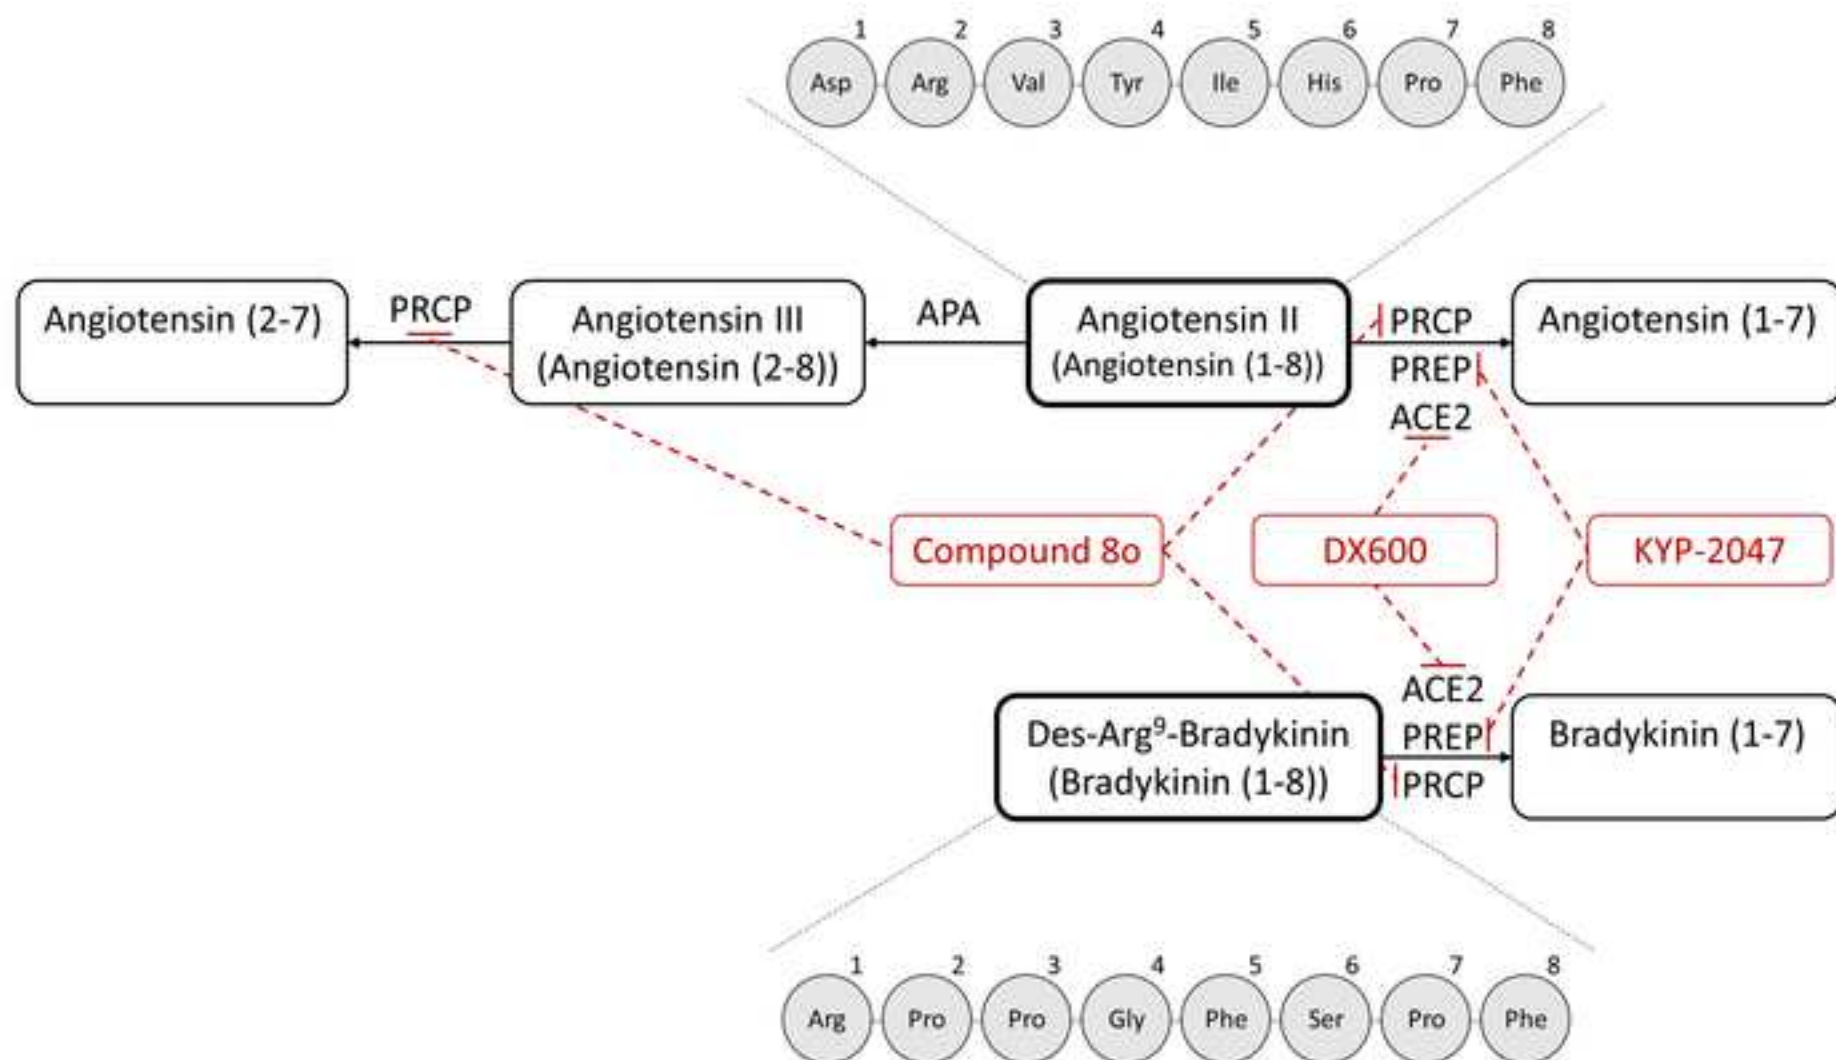 1 2 3 4 5 6 7 8
Asp Arg Val Tyr Ile His Pro Phe
Angiotensin (2-7)
PRCP
Angiotensin III
(Angiotensin (2-8))
APA
Angiotensin II
(Angiotensin (1-8))
PRCP
PREP
ACE2
Angiotensin (1-7)
Compound 8o
DX600
KYP-2047
Des-Arg⁹-Bradykinin
(Bradykinin (1-8))
ACE2
PREP
PRCP
Bradykinin (1-7)
1 2 3 4 5 6 7 8
Arg Pro Pro Gly Phe Ser Pro Phe